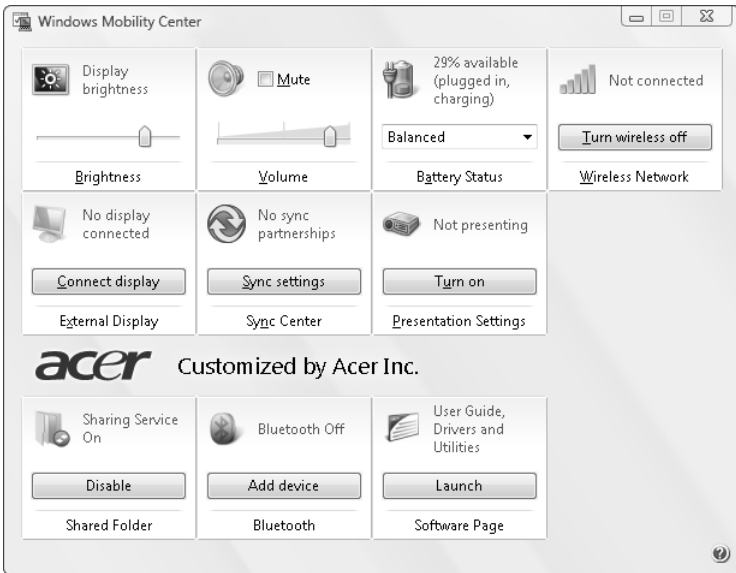 Windows Mobility Center
Display
brightness
Brightness
Mute
Volume
29% available
(plugged in,
charging)
Balanced
Battery Status
Not connected
Turn wireless off
Wireless Network
No display
connected
Connect display
External Display
No sync
partnerships
Sync settings
Sync Center
Not presenting
Turn on
Presentation Settings
acer Customized by Acer Inc.
Sharing Service
On
Disable
Shared Folder
Bluetooth Off
Add device
Bluetooth
User Guide,
Drivers and
Utilities
Launch
Software Page
?